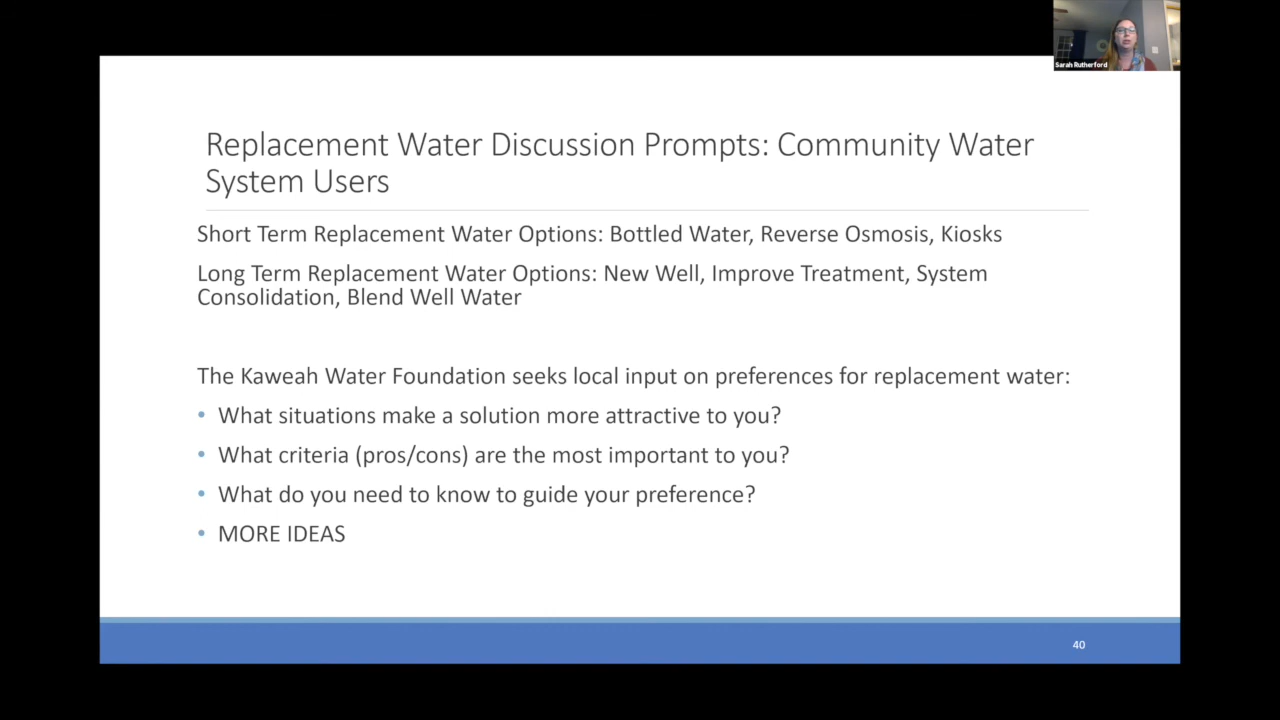 Sarah Rutherford
Replacement Water Discussion Prompts: Community Water
System Users
Short Term Replacement Water Options: Bottled Water, Reverse Osmosis, Kiosks
Long Term Replacement Water Options: New Well, Improve Treatment, System
Consolidation, Blend Well Water
The Kaweah Water Foundation seeks local input on preferences for replacement water:
• What situations make a solution more attractive to you?
• What criteria (pros/cons) are the most important to you?
• What do you need to know to guide your preference?
• MORE IDEAS
40